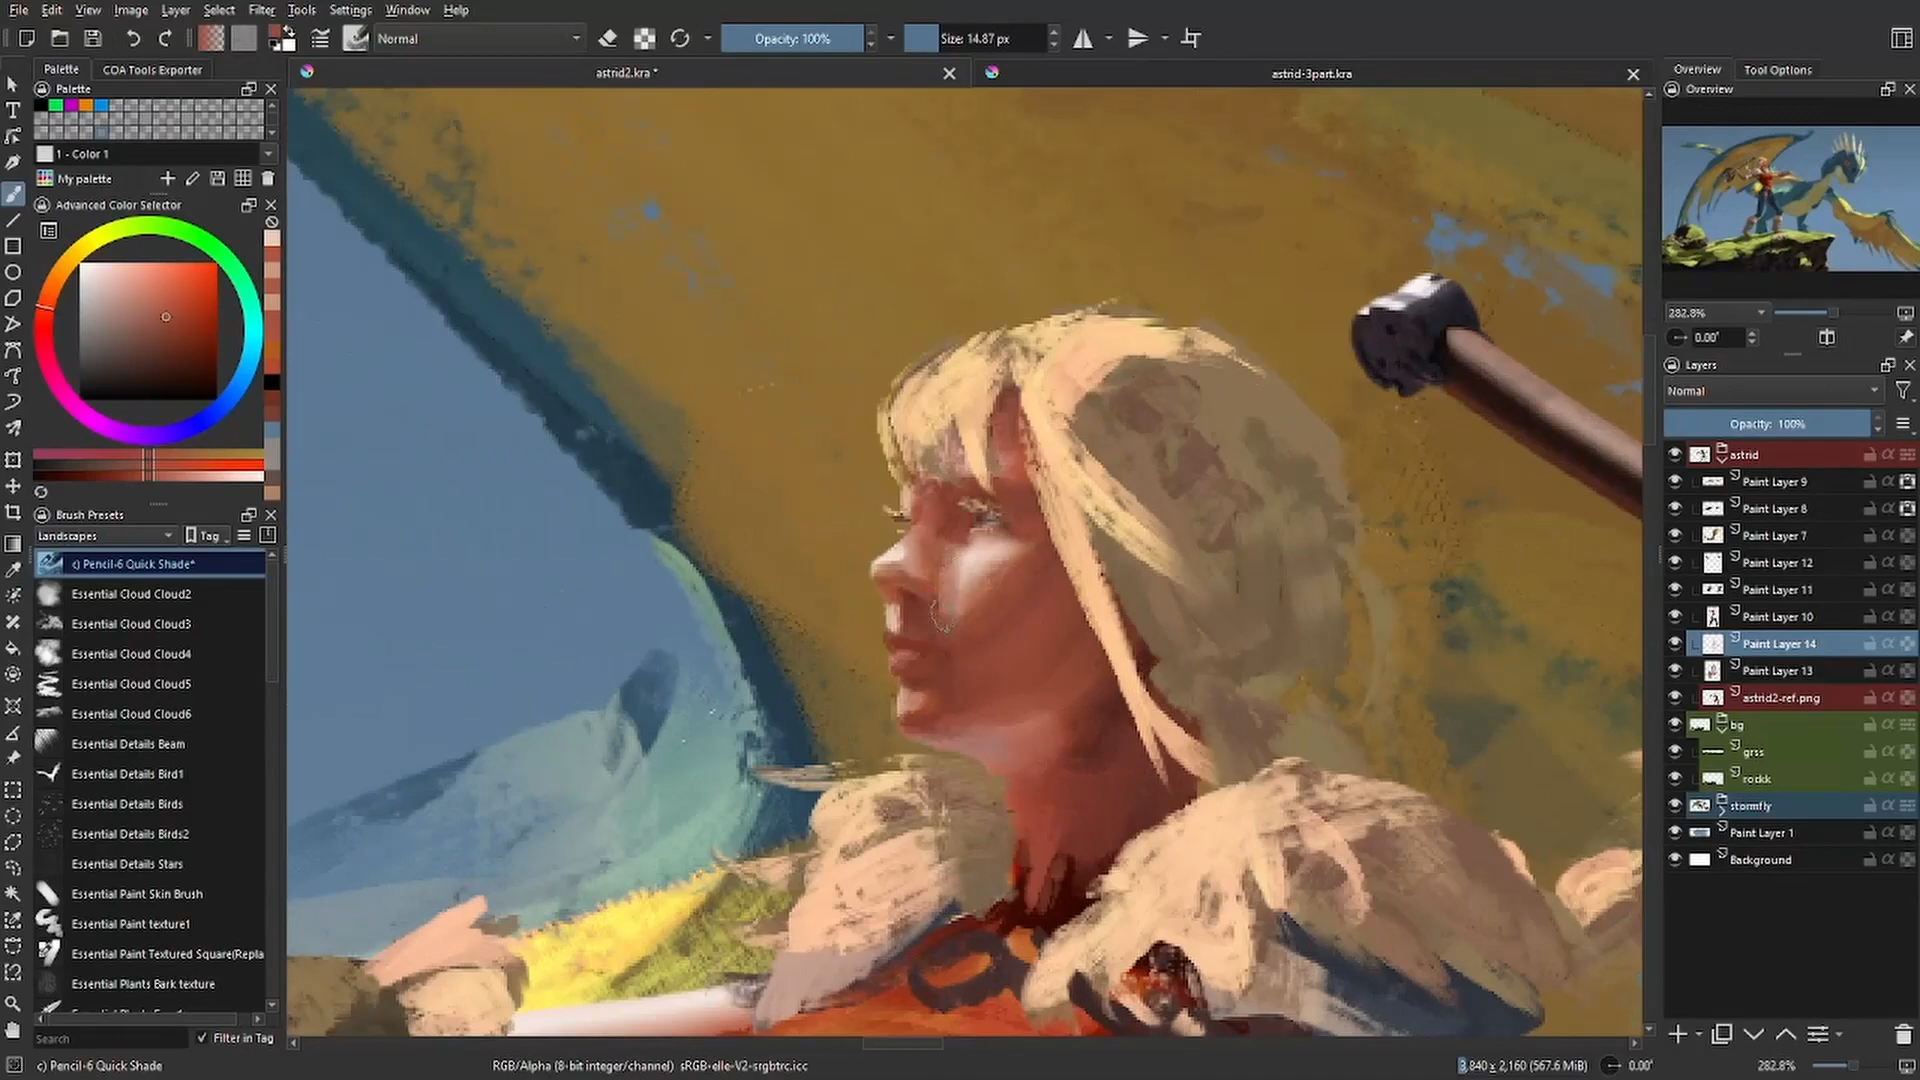 File Edit View Image Layer Select Filter Tools Settings Window Help
Normal
Opacity: 100%
Size: 14.87 px
Palette
COA Tools Exporter
astrid2.kra *
astrid-3part.kra
Overview
Tool Options
Palette
Overview
1 - Color 1
My palette
Advanced Color Selector
282.8%
0.00°
Layers
Normal
Opacity: 100%
astrid
Paint Layer 9
Paint Layer 8
Paint Layer 7
Paint Layer 12
Paint Layer 11
Paint Layer 10
Paint Layer 14
Paint Layer 13
astrid2-ref.png
bg
grss
rockk
stormfly
Paint Layer 1
Background
Brush Presets
Landscapes
Tag
c) Pencil-6 Quick Shade*
Essential Cloud Cloud2
Essential Cloud Cloud3
Essential Cloud Cloud4
Essential Cloud Cloud5
Essential Cloud Cloud6
Essential Details Beam
Essential Details Bird1
Essential Details Birds
Essential Details Birds2
Essential Details Stars
Essential Paint Skin Brush
Essential Paint texture1
Essential Paint Textured Square(Repla
Essential Plants Bark texture
Search
Filter in Tag
c) Pencil-6 Quick Shade
RGB/Alpha (8-bit integer/channel) sRGB-elle-V2-srgbtrc.icc
3,840 x 2,160 (567.6 MiB)
0.00°
282.8%